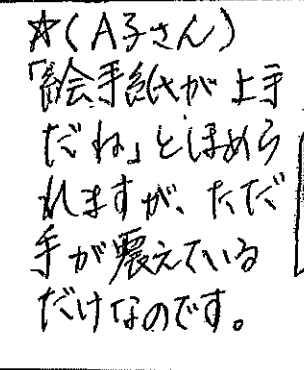 ☆(A子さん)
「絵手紙が上手
だね」とほめら
れますが、ただ
手が震えている
だけなのです。